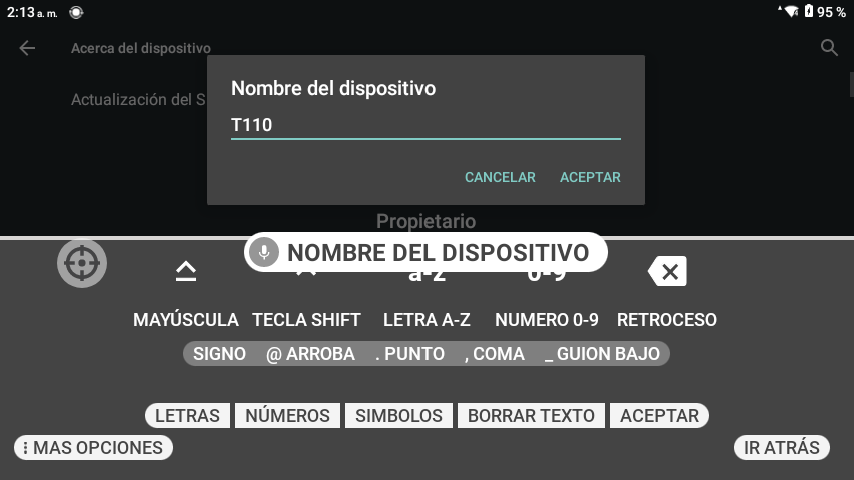 2:13 a. m. 95 %
Acerca del dispositivo
Actualización del S
Nombre del dispositivo
T110
CANCELAR ACEPTAR
Propietario
NOMBRE DEL DISPOSITIVO
a-z 0-9
MAYÚSCULA TECLA SHIFT LETRA A-Z NUMERO 0-9 RETROCESO
SIGNO @ ARROBA . PUNTO , COMA _ GUION BAJO
LETRAS NÚMEROS SIMBOLOS BORRAR TEXTO ACEPTAR
MAS OPCIONES IR ATRÁS